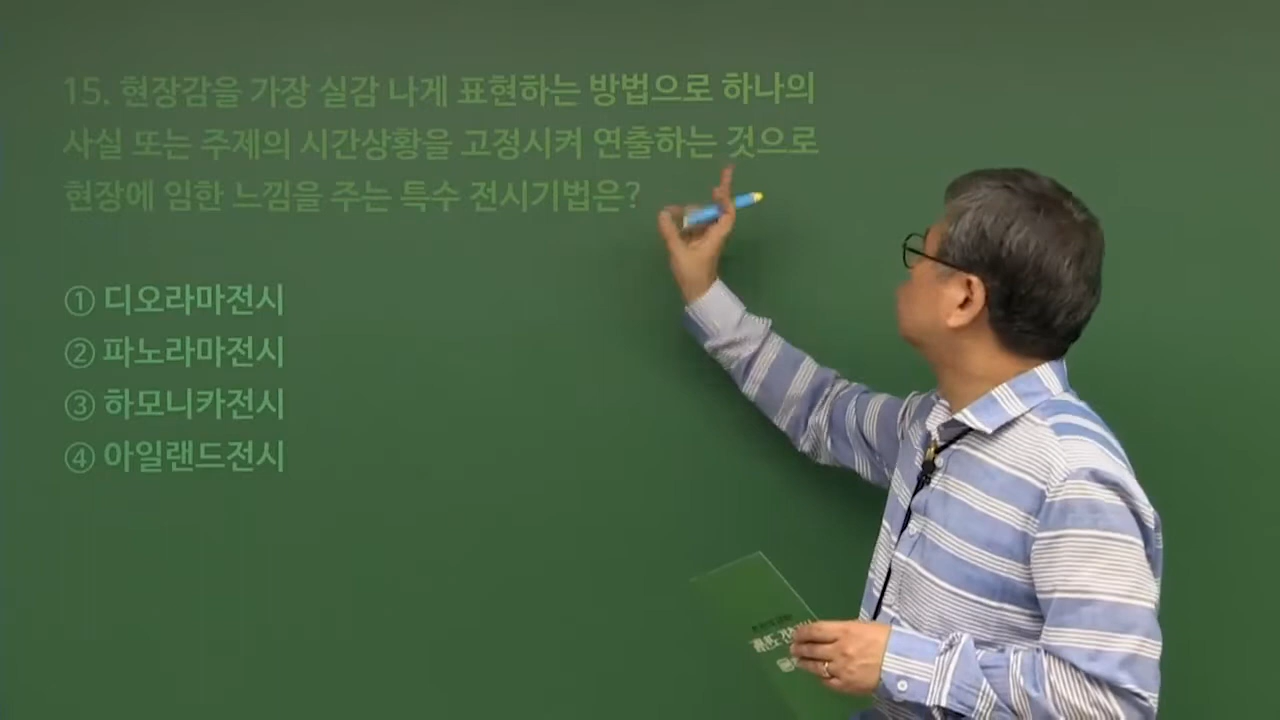 15. 현장감을 가장 실감 나게 표현하는 방법으로 하나의
사실 또는 주제의 시간상황을 고정시켜 연출하는 것으로
현장에 임한 느낌을 주는 특수 전시기법은?
① 디오라마전시
② 파노라마전시
③ 하모니카전시
④ 아일랜드전시